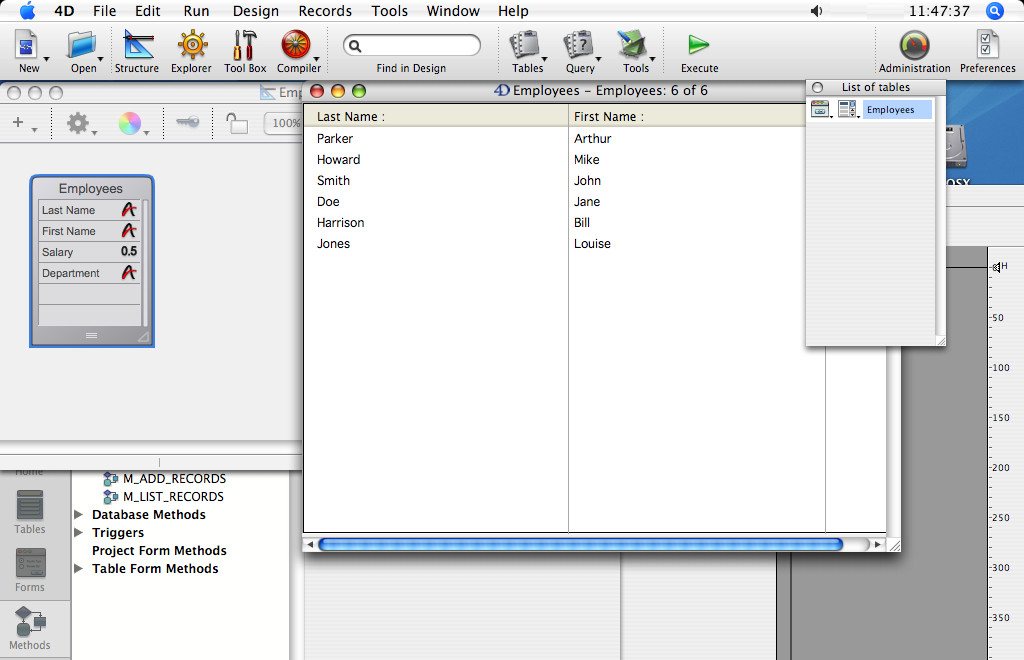 4D File Edit Run Design Records Tools Window Help 11:47:37
New Open Structure Explorer Tool Box Compiler Find in Design Tables Query Tools Execute Administration Preferences
Emp
4D Employees – Employees: 6 of 6
List of tables
Employees
100%
Last Name : First Name :
Parker Arthur
Howard Mike
Smith John
Doe Jane
Harrison Bill
Jones Louise
Employees
Last Name
First Name
Salary 0.5
Department
OSX
H
50
100
150
200
250
300
350
Home
Tables
Forms
Methods
M_ADD_RECORDS
M_LIST_RECORDS
Database Methods
Triggers
Project Form Methods
Table Form Methods